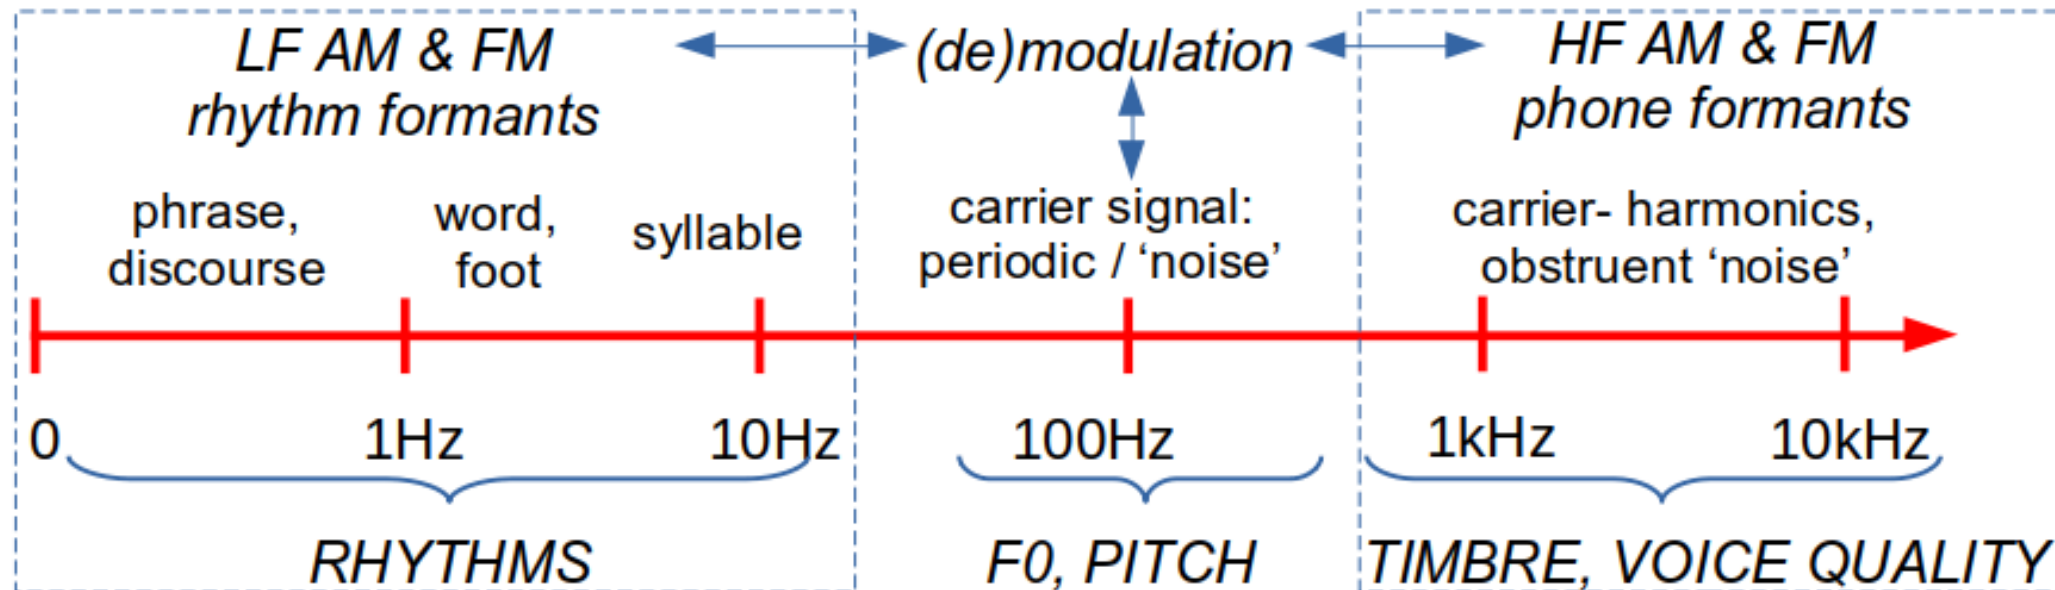 LF AM & FM
rhythm formants
(de)modulation
HF AM & FM
phone formants
phrase,
discourse
word,
foot
syllable
carrier signal:
periodic / ‘noise’
carrier- harmonics,
obstruent ‘noise’
0
1Hz
10Hz
100Hz
1kHz
10kHz
RHYTHMS
F0, PITCH
TIMBRE, VOICE QUALITY